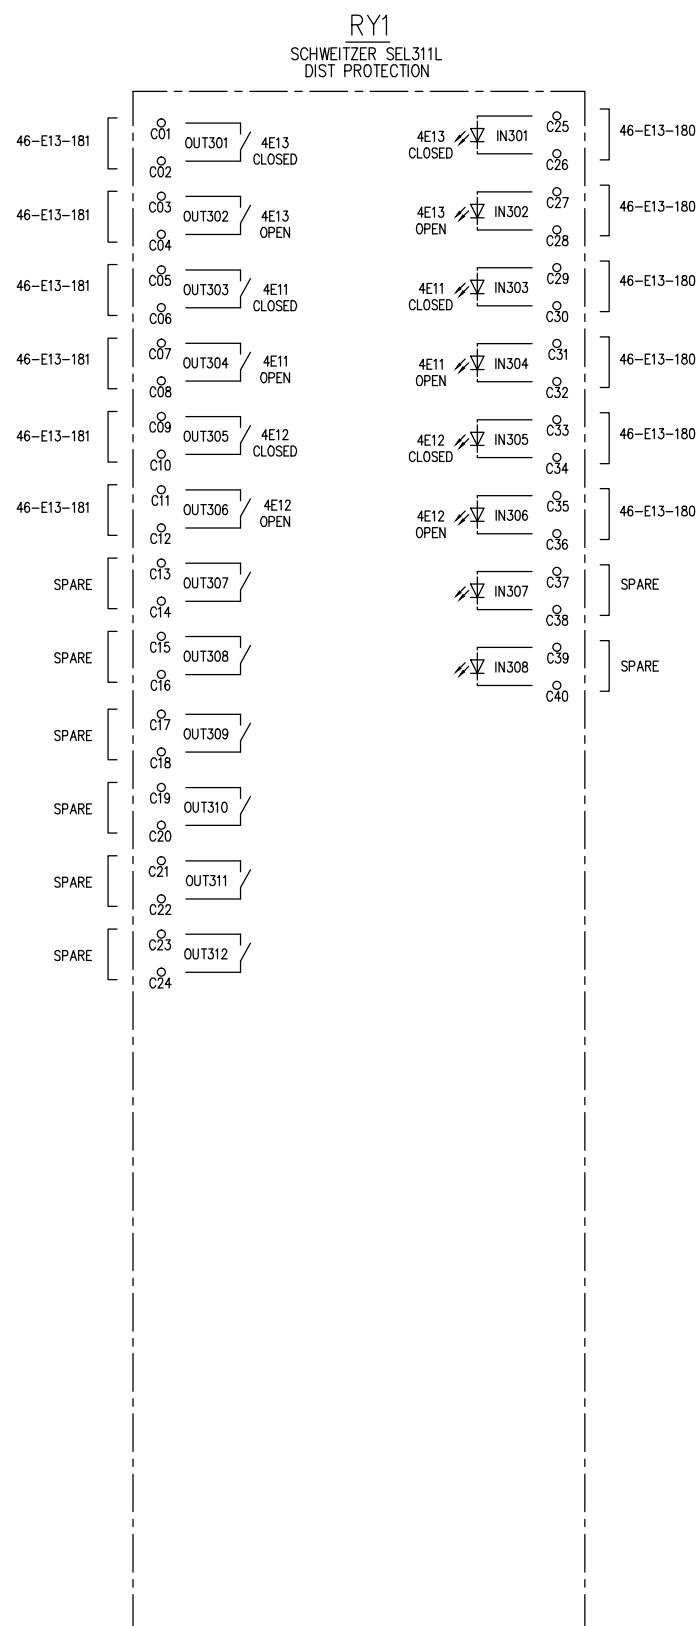 RY1
SCHWEITZER SEL311L
DIST PROTECTION
46-E13-181
C01
C02
OUT301
4E13
CLOSED
46-E13-181
C03
C04
OUT302
4E13
OPEN
46-E13-181
C05
C06
OUT303
4E11
CLOSED
46-E13-181
C07
C08
OUT304
4E11
OPEN
46-E13-181
C09
C10
OUT305
4E12
CLOSED
46-E13-181
C11
C12
OUT306
4E12
OPEN
SPARE
C13
C14
OUT307
SPARE
C15
C16
OUT308
SPARE
C17
C18
OUT309
SPARE
C19
C20
OUT310
SPARE
C21
C22
OUT311
SPARE
C23
C24
OUT312
4E13
CLOSED
IN301
C25
C26
46-E13-180
4E13
OPEN
IN302
C27
C28
46-E13-180
4E11
CLOSED
IN303
C29
C30
46-E13-180
4E11
OPEN
IN304
C31
C32
46-E13-180
4E12
CLOSED
IN305
C33
C34
46-E13-180
4E12
OPEN
IN306
C35
C36
46-E13-180
IN307
C37
C38
SPARE
IN308
C39
C40
SPARE